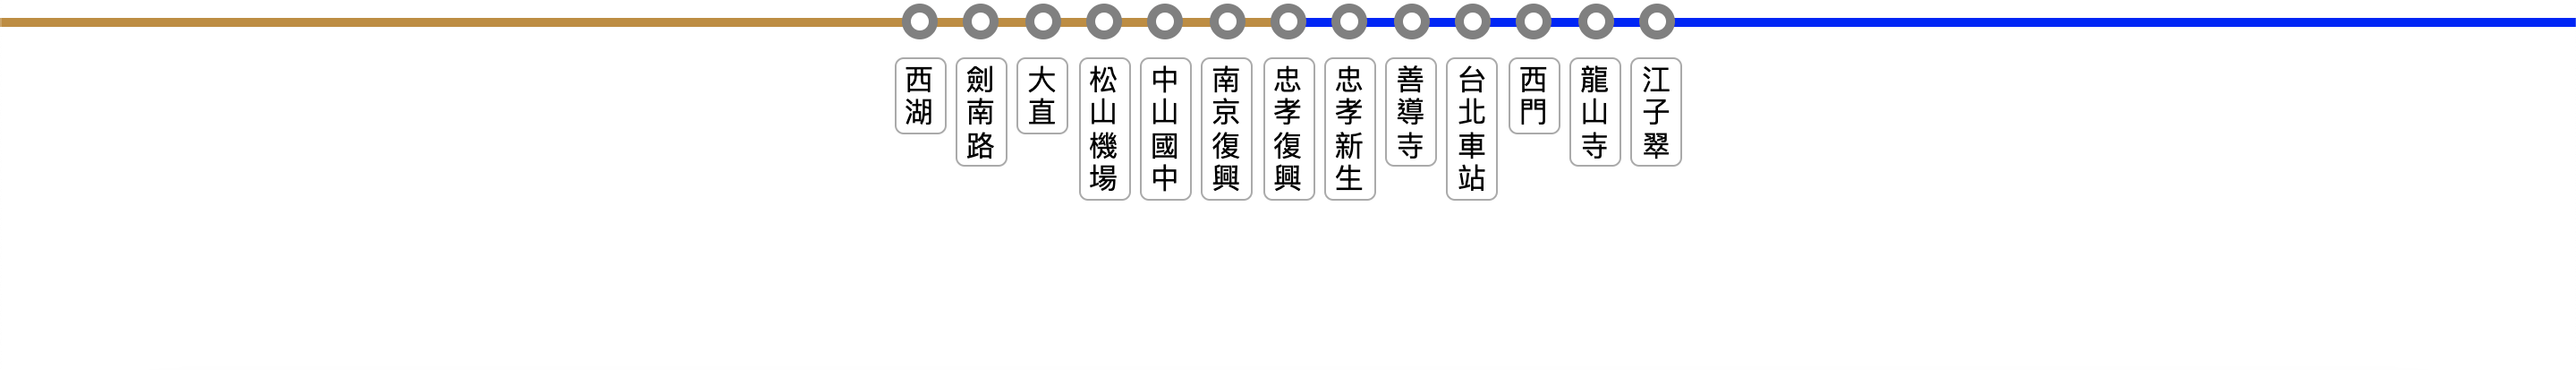 西湖
劍南路
大直
松山機場
中山國中
南京復興
忠孝復興
忠孝新生
善導寺
台北車站
西門
龍山寺
江子翠